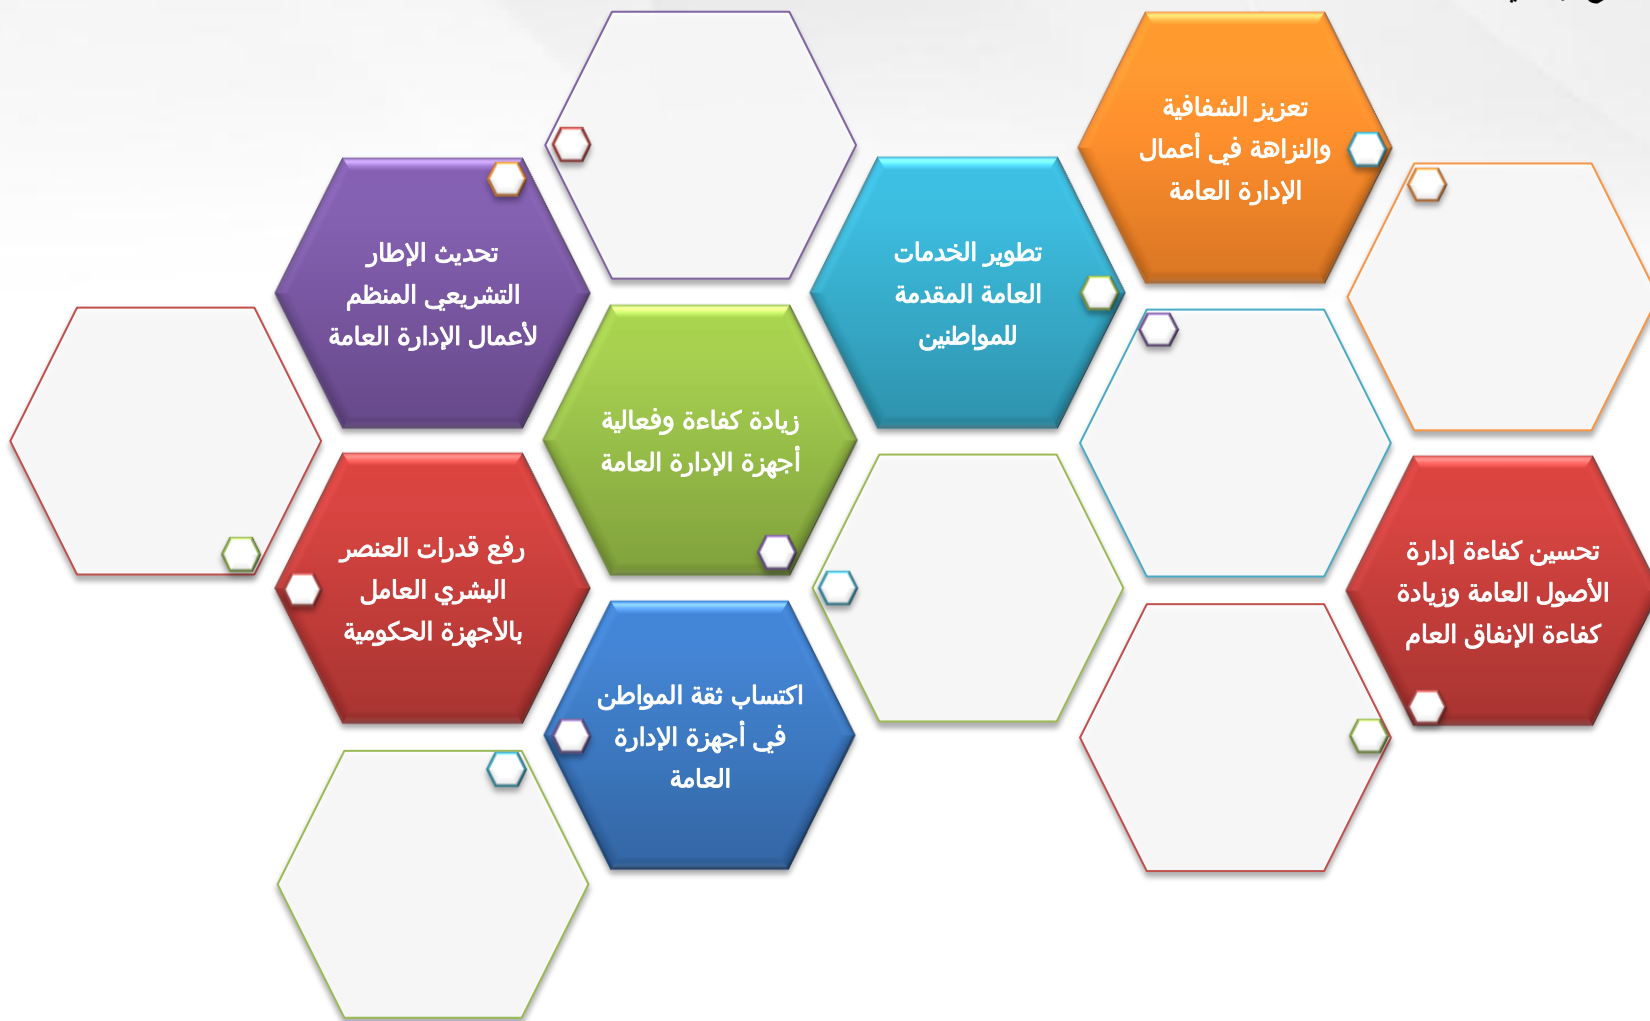 تعزيز الشفافية
والنزاهة في أعمال
الإدارة العامة
تطوير الخدمات
العامة المقدمة
للمواطنين
تحديث الإطار
التشريعي المنظم
لأعمال الإدارة العامة
زيادة كفاءة وفعالية
أجهزة الإدارة العامة
تحسين كفاءة إدارة
الأصول العامة وزيادة
كفاءة الإنفاق العام
رفع قدرات العنصر
البشري العامل
بالأجهزة الحكومية
اكتساب ثقة المواطن
في أجهزة الإدارة
العامة